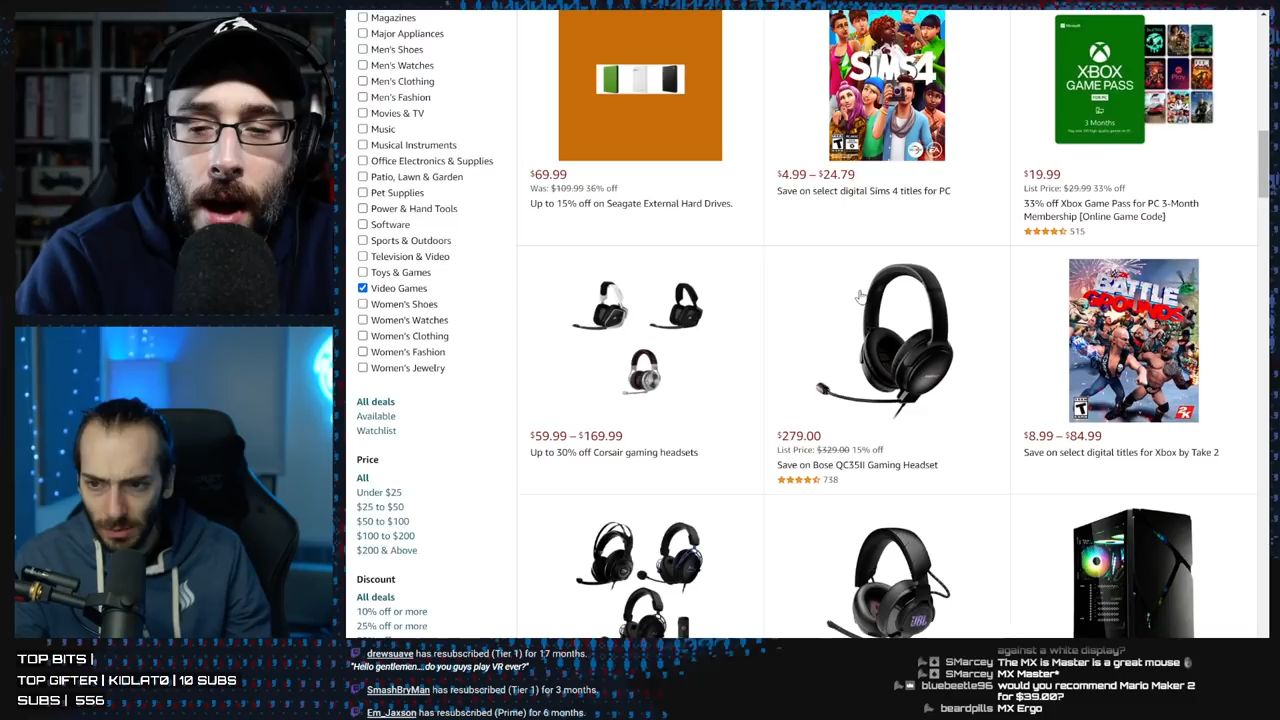 Magazines
Major Appliances
Men's Shoes
Men's Watches
Men's Clothing
Men's Fashion
Movies & TV
Music
Musical Instruments
Office Electronics & Supplies
Patio, Lawn & Garden
Pet Supplies
Power & Hand Tools
Software
Sports & Outdoors
Television & Video
Toys & Games
Video Games
Women's Shoes
Women's Watches
Women's Clothing
Women's Fashion
Women's Jewelry
All deals
Available
Watchlist
Price
All
Under $25
$25 to $50
$50 to $100
$100 to $200
$200 & Above
Discount
All deals
10% off or more
25% off or more
$69.99
Was: $109.99 36% off
Up to 15% off on Seagate External Hard Drives.
THE SIMS4
EA
$4.99 – $24.79
Save on select digital Sims 4 titles for PC
Microsoft
XBOX
GAME PASS
FOR PC
3 Months
DOOM
$19.99
List Price: $29.99 33% off
33% off Xbox Game Pass for PC 3-Month
Membership [Online Game Code]
515
$59.99 – $169.99
Up to 30% off Corsair gaming headsets
$279.00
List Price: $329.00 15% off
Save on Bose QC35II Gaming Headset
738
2K
BATTLE
GROUNDS
T
2K
$8.99 – $84.99
Save on select digital titles for Xbox by Take 2
JBL
TOP BITS |
TOP GIFTER | KIDLAT0 | 10 SUBS
SUBS | 556
drewsuave has resubscribed (Tier 1) for 17 months.
"Hello gentlemen...do you guys play VR ever?"
SmashBryMan has resubscribed (Tier 1) for 3 months.
Em_Jaxson has resubscribed (Prime) for 6 months.
against a white display?
SMarcey The MX is Master is a great mouse
SMarcey MX Master*
bluebeetle96 would you recommend Mario Maker 2
for $39.00?
beardpills MX Ergo